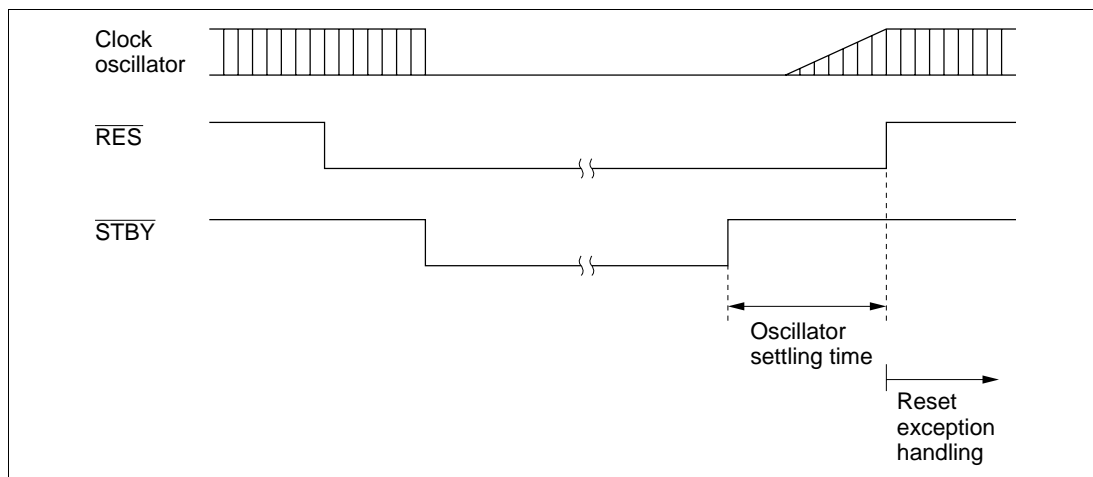 Clock
oscillator
RES
STBY
Oscillator
settling time
Reset
exception
handling